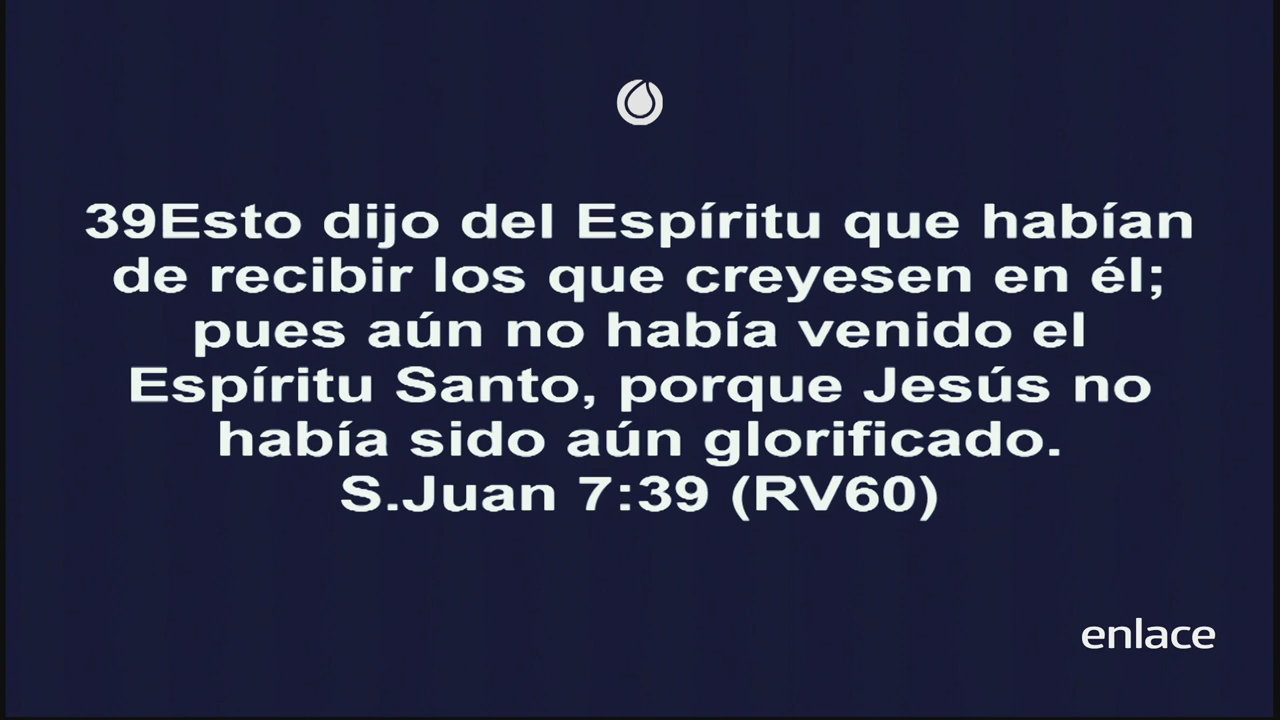 39Esto dijo del Espíritu que habían
de recibir los que creyesen en él;
pues aún no había venido el
Espíritu Santo, porque Jesús no
había sido aún glorificado.
S.Juan 7:39 (RV60)
enlace